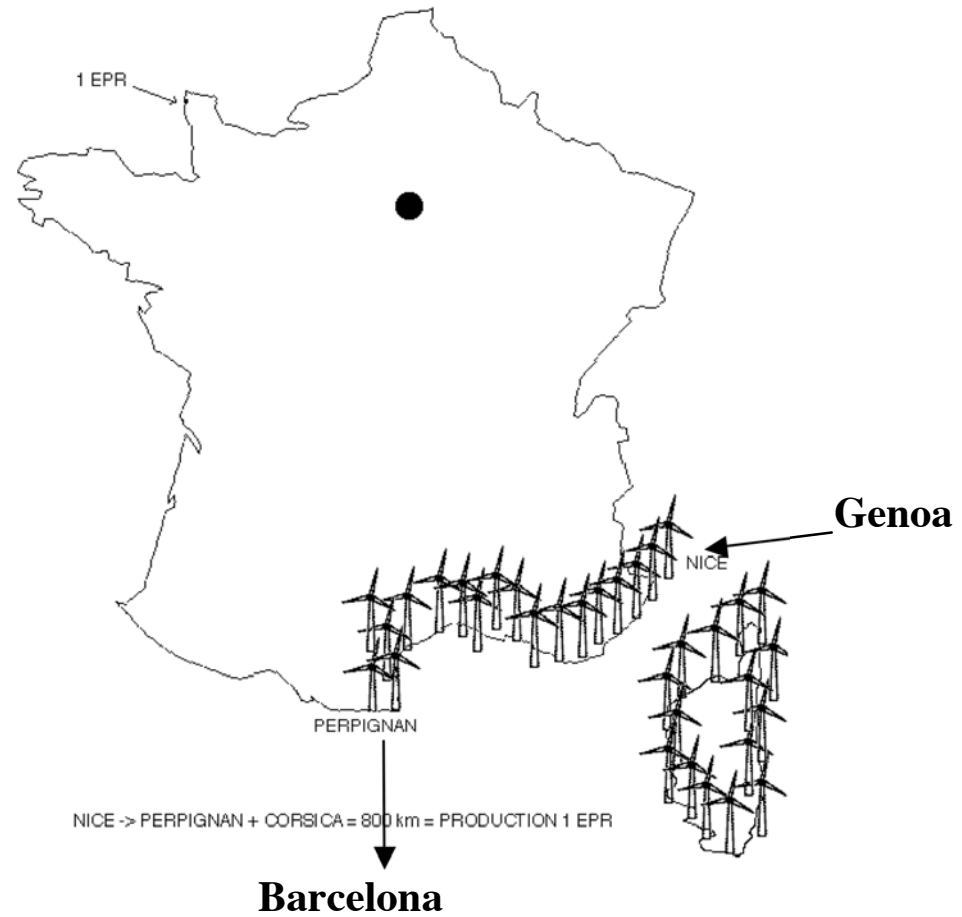 1 EPR
Genoa
NICE
PERPIGNAN
NICE -> PERPIGNAN + CORSICA = 800 km = PRODUCTION 1 EPR
Barcelona